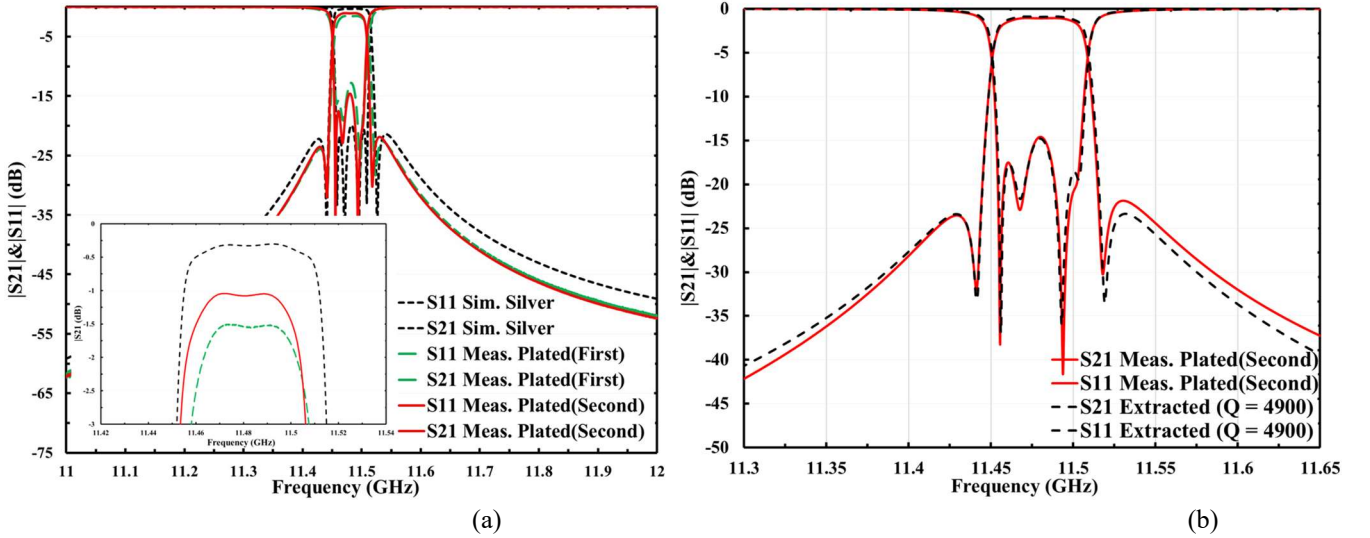 -5
-15
-25
-35
-45
-55
-65
-75
|S21|&|S11| (dB)
0
-0.5
-1
-1.5
-2
-2.5
-3
|S21 (dB)
11.42
11.44
11.46
11.48
11.5
11.52
11.54
Frequency (GHz)
S11 Sim. Silver
S21 Sim. Silver
S11 Meas. Plated(First)
S21 Meas. Plated(First)
S11 Meas. Plated(Second)
S21 Meas. Plated(Second)
11
11.1
11.2
11.3
11.4
11.5
11.6
11.7
11.8
11.9
12
Frequency (GHz)
(a)
0
-5
-10
-15
-20
-25
-30
-35
-40
-45
-50
|S21|&|S11| (dB)
S21 Meas. Plated(Second)
S11 Meas. Plated(Second)
S21 Extracted (Q = 4900)
S11 Extracted (Q = 4900)
11.3
11.35
11.4
11.45
11.5
11.55
11.6
11.65
Frequency (GHz)
(b)